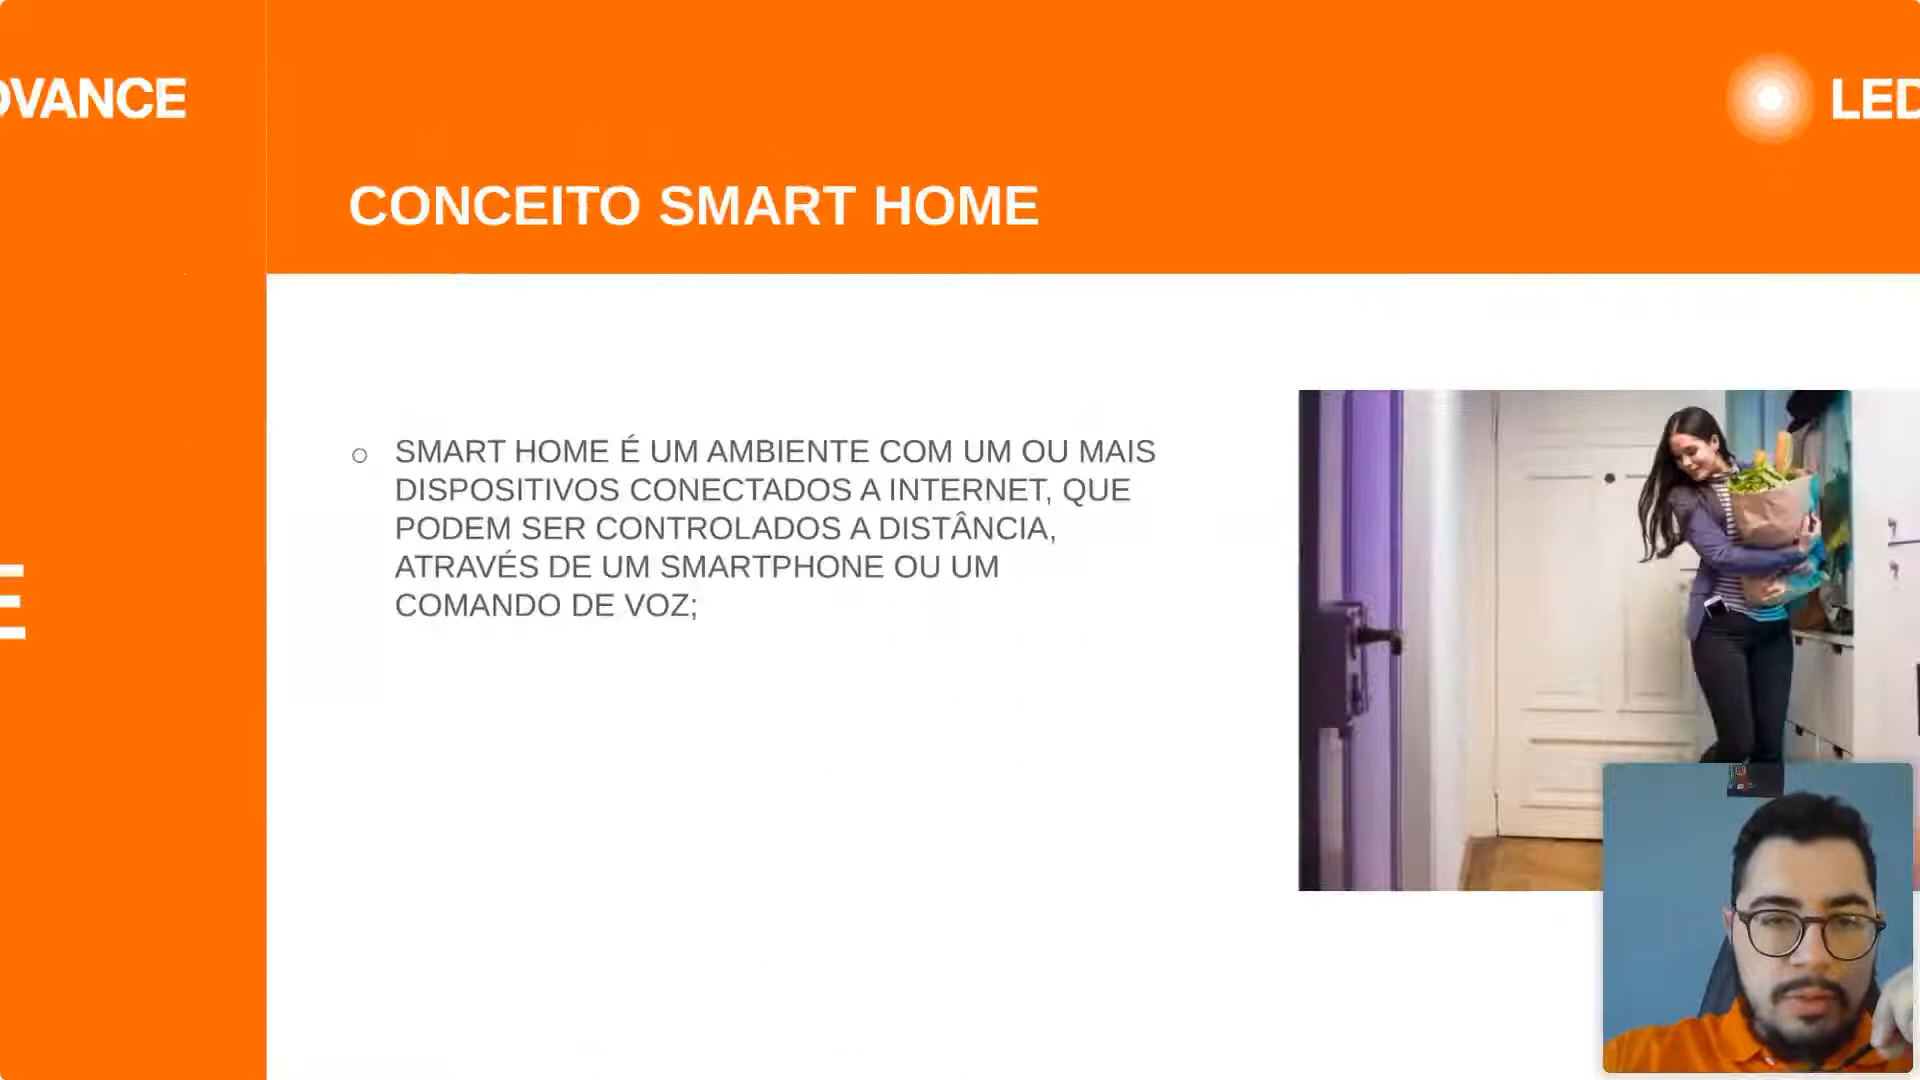 DVANCE
LED
CONCEITO SMART HOME
○ SMART HOME É UM AMBIENTE COM UM OU MAIS
DISPOSITIVOS CONECTADOS A INTERNET, QUE
PODEM SER CONTROLADOS A DISTÂNCIA,
ATRAVÉS DE UM SMARTPHONE OU UM
COMANDO DE VOZ;
E